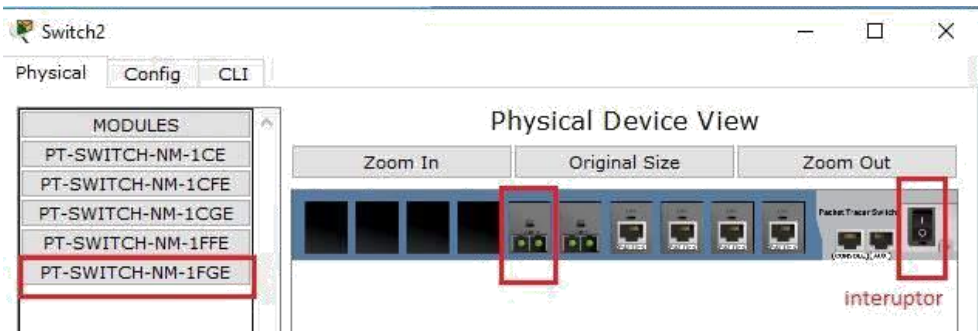 Switch2
Physical Config CLI
MODULES
PT-SWITCH-NM-1CE
PT-SWITCH-NM-1CFE
PT-SWITCH-NM-1CGE
PT-SWITCH-NM-1FFE
PT-SWITCH-NM-1FGE
Physical Device View
Zoom In Original Size Zoom Out
Packet Tracer Switch
CONSOLE AUX
interuptor